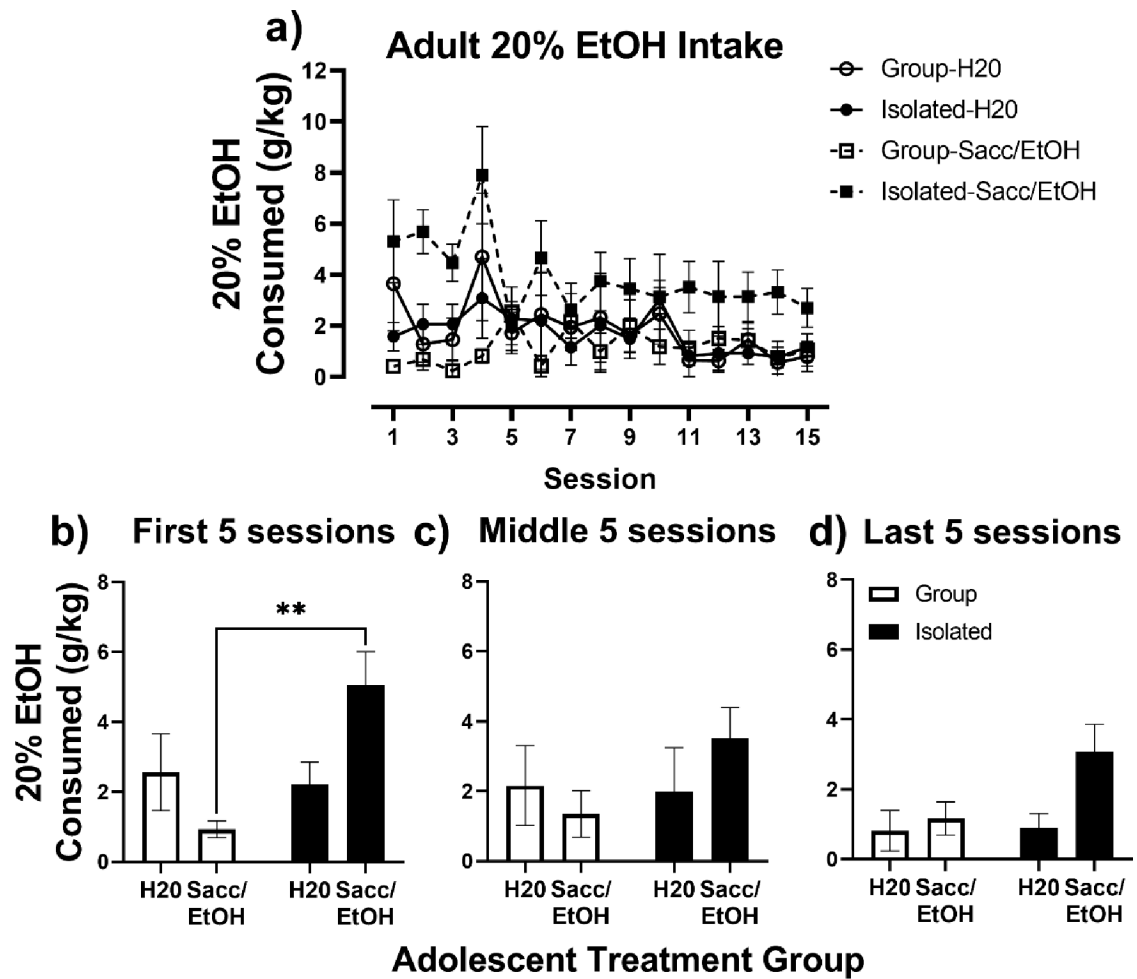 a)
Adult 20% EtOH Intake
20% EtOH
Consumed (g/kg)
12
10
8
6
4
2
0
1 3 5 7 9 11 13 15
Session
Group-H20
Isolated-H20
Group-Sacc/EtOH
Isolated-Sacc/EtOH
b) First 5 sessions
20% EtOH
Consumed (g/kg)
8
6
4
2
0
**
H20 Sacc/ H20 Sacc/
EtOH EtOH
c) Middle 5 sessions
8
6
4
2
0
H20 Sacc/ H20 Sacc/
EtOH EtOH
d) Last 5 sessions
8
6
4
2
0
Group
Isolated
H20 Sacc/ H20 Sacc/
EtOH EtOH
Adolescent Treatment Group